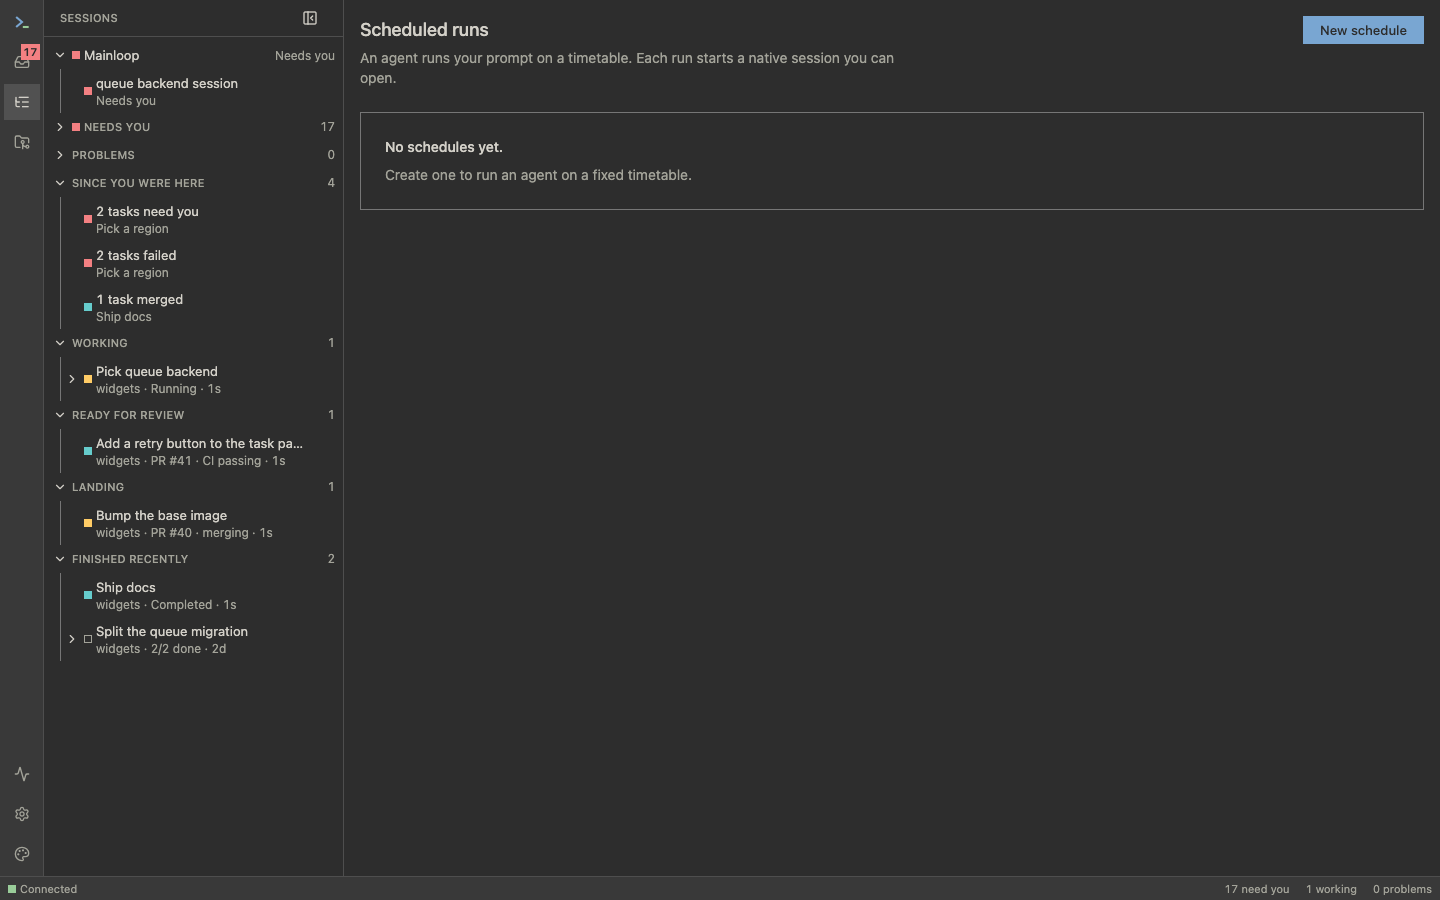 SESSIONS
17
Mainloop
Needs you
queue backend session
Needs you
NEEDS YOU
17
PROBLEMS
0
SINCE YOU WERE HERE
4
2 tasks need you
Pick a region
2 tasks failed
Pick a region
1 task merged
Ship docs
WORKING
1
Pick queue backend
widgets · Running · 1s
READY FOR REVIEW
1
Add a retry button to the task pa...
widgets · PR #41 · CI passing · 1s
LANDING
1
Bump the base image
widgets · PR #40 · merging · 1s
FINISHED RECENTLY
2
Ship docs
widgets · Completed · 1s
Split the queue migration
widgets · 2/2 done · 2d
Scheduled runs
New schedule
An agent runs your prompt on a timetable. Each run starts a native session you can
open.
No schedules yet.
Create one to run an agent on a fixed timetable.
Connected
17 need you
1 working
0 problems